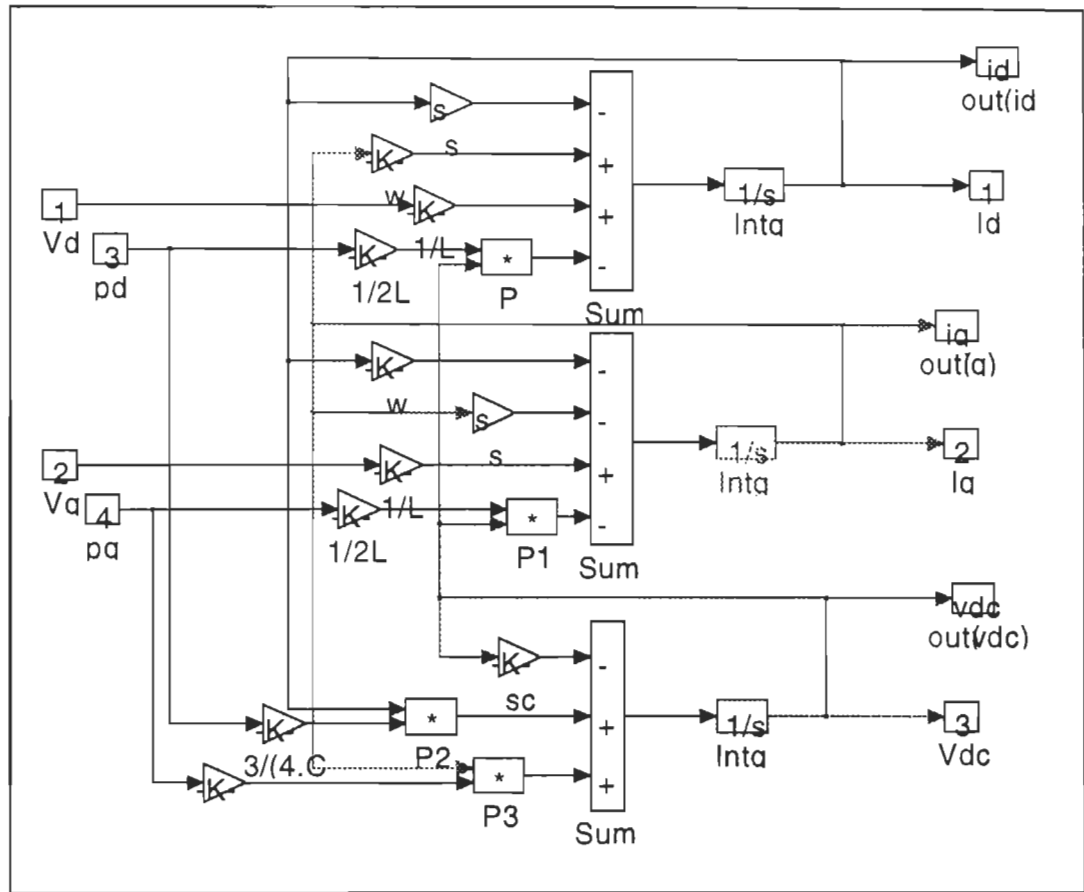 id
out(id
s
-
K
s
+
1
Vd
w
K
+
1/s
Intg
1
Id
3
pd
K
1/2L
1/L
*
P
-
Sum
iq
out(q)
K
-
w
s
-
2
Vq
K
s
+
1/s
Intg
2
Iq
4
pq
K
1/2L
1/L
*
P1
-
Sum
vdc
out(vdc)
K
-
sc
K
3/(4.C
*
P2
+
1/s
Intg
3
Vdc
K
*
P3
+
Sum